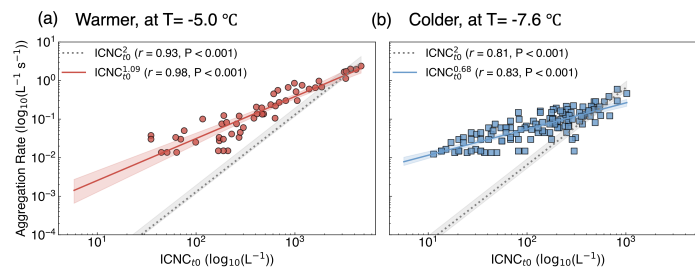 (a) Warmer, at T= -5.0 °C
ICNC²ₜ₀ (r = 0.93, P < 0.001)
ICNC¹·⁰⁹ₜ₀ (r = 0.98, P < 0.001)
Aggregation Rate (log₁₀(L⁻¹ s⁻¹))
10¹
10⁰
10⁻¹
10⁻²
10⁻³
10⁻⁴
10¹ 10² 10³
ICNCₜ₀ (log₁₀(L⁻¹))
(b) Colder, at T= -7.6 °C
ICNC²ₜ₀ (r = 0.81, P < 0.001)
ICNC⁰·⁶⁸ₜ₀ (r = 0.83, P < 0.001)
10¹ 10² 10³
ICNCₜ₀ (log₁₀(L⁻¹))